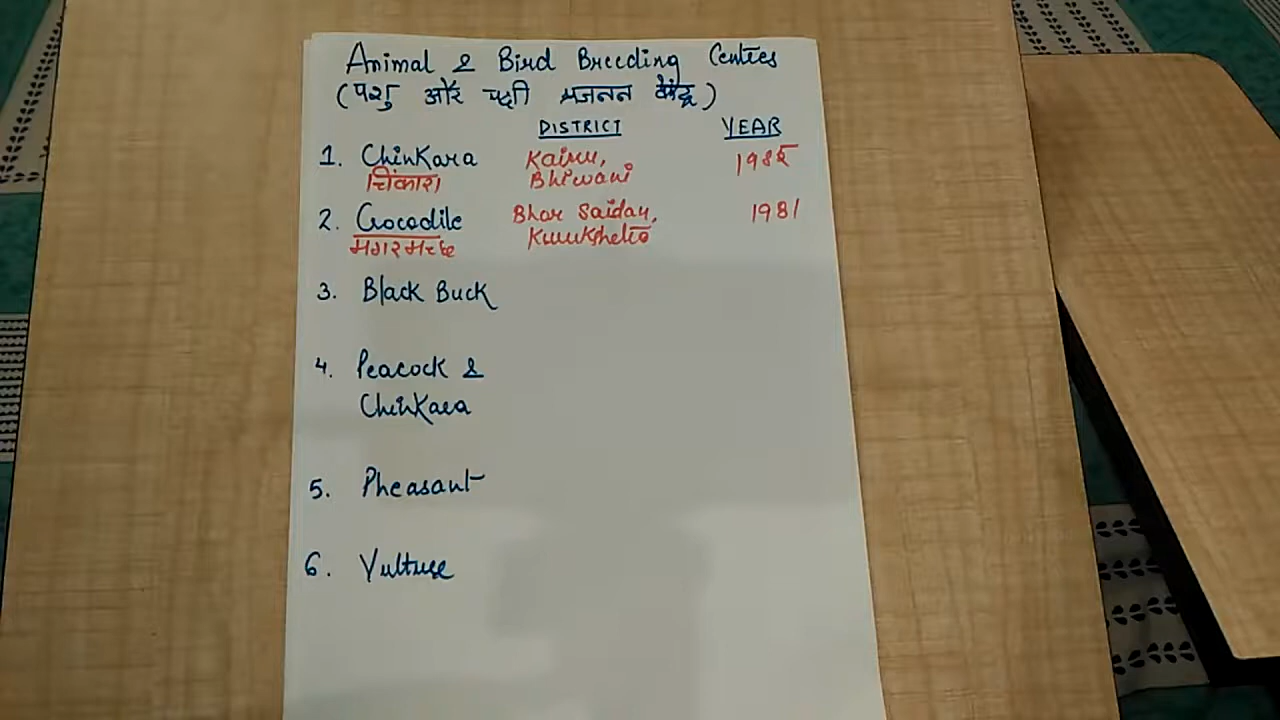 Animal & Bird Breeding Centres
(पशु और पक्षी प्रजनन केंद्र)
DISTRICT YEAR
1. Chinkara Kairu, 1985
चिंकारा Bhiwani
2. Crocodile Bhor Saidan, 1981
मगरमच्छ Kurukshetra
3. Black Buck
4. Peacock &
Chinkara
5. Pheasant
6. Vulture